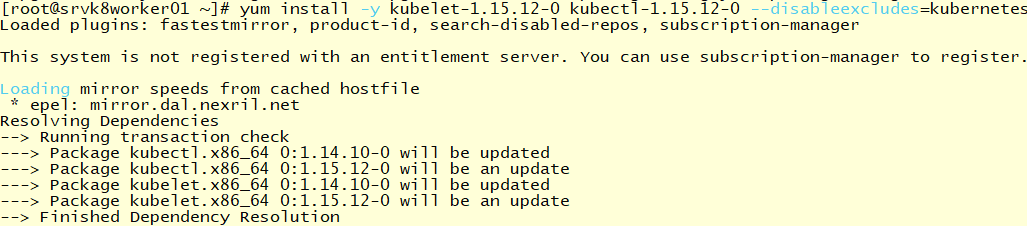 [root@srvk8worker01 ~]# yum install -y kubelet-1.15.12-0 kubectl-1.15.12-0 --disableexcludes=kubernetes
Loaded plugins: fastestmirror, product-id, search-disabled-repos, subscription-manager
This system is not registered with an entitlement server. You can use subscription-manager to register.
Loading mirror speeds from cached hostfile
 * epel: mirror.dal.nexril.net
Resolving Dependencies
--> Running transaction check
---> Package kubectl.x86_64 0:1.14.10-0 will be updated
---> Package kubectl.x86_64 0:1.15.12-0 will be an update
---> Package kubelet.x86_64 0:1.14.10-0 will be updated
---> Package kubelet.x86_64 0:1.15.12-0 will be an update
--> Finished Dependency Resolution